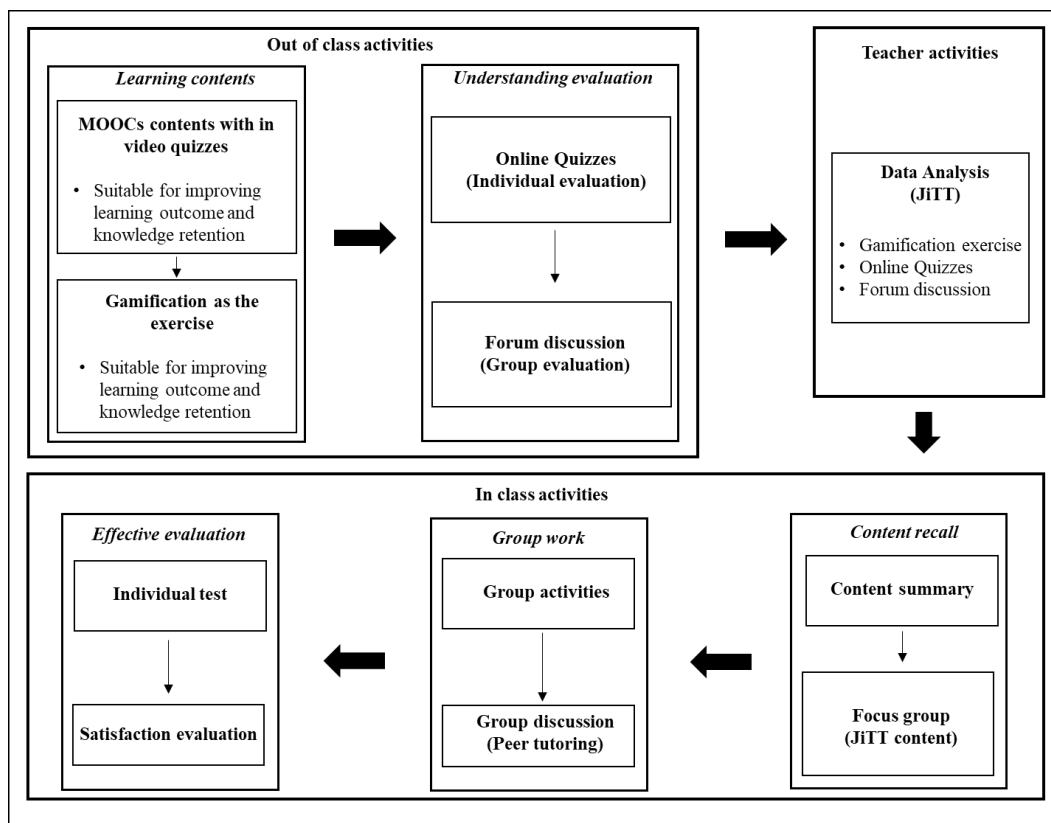 Out of class activities
Learning contents
MOOCs contents with in
video quizzes
• Suitable for improving
learning outcome and
knowledge retention
Gamification as the
exercise
• Suitable for improving
learning outcome and
knowledge retention
Understanding evaluation
Online Quizzes
(Individual evaluation)
Forum discussion
(Group evaluation)
Teacher activities
Data Analysis
(JiTT)
• Gamification exercise
• Online Quizzes
• Forum discussion
In class activities
Content recall
Content summary
Focus group
(JiTT content)
Group work
Group activities
Group discussion
(Peer tutoring)
Effective evaluation
Individual test
Satisfaction evaluation